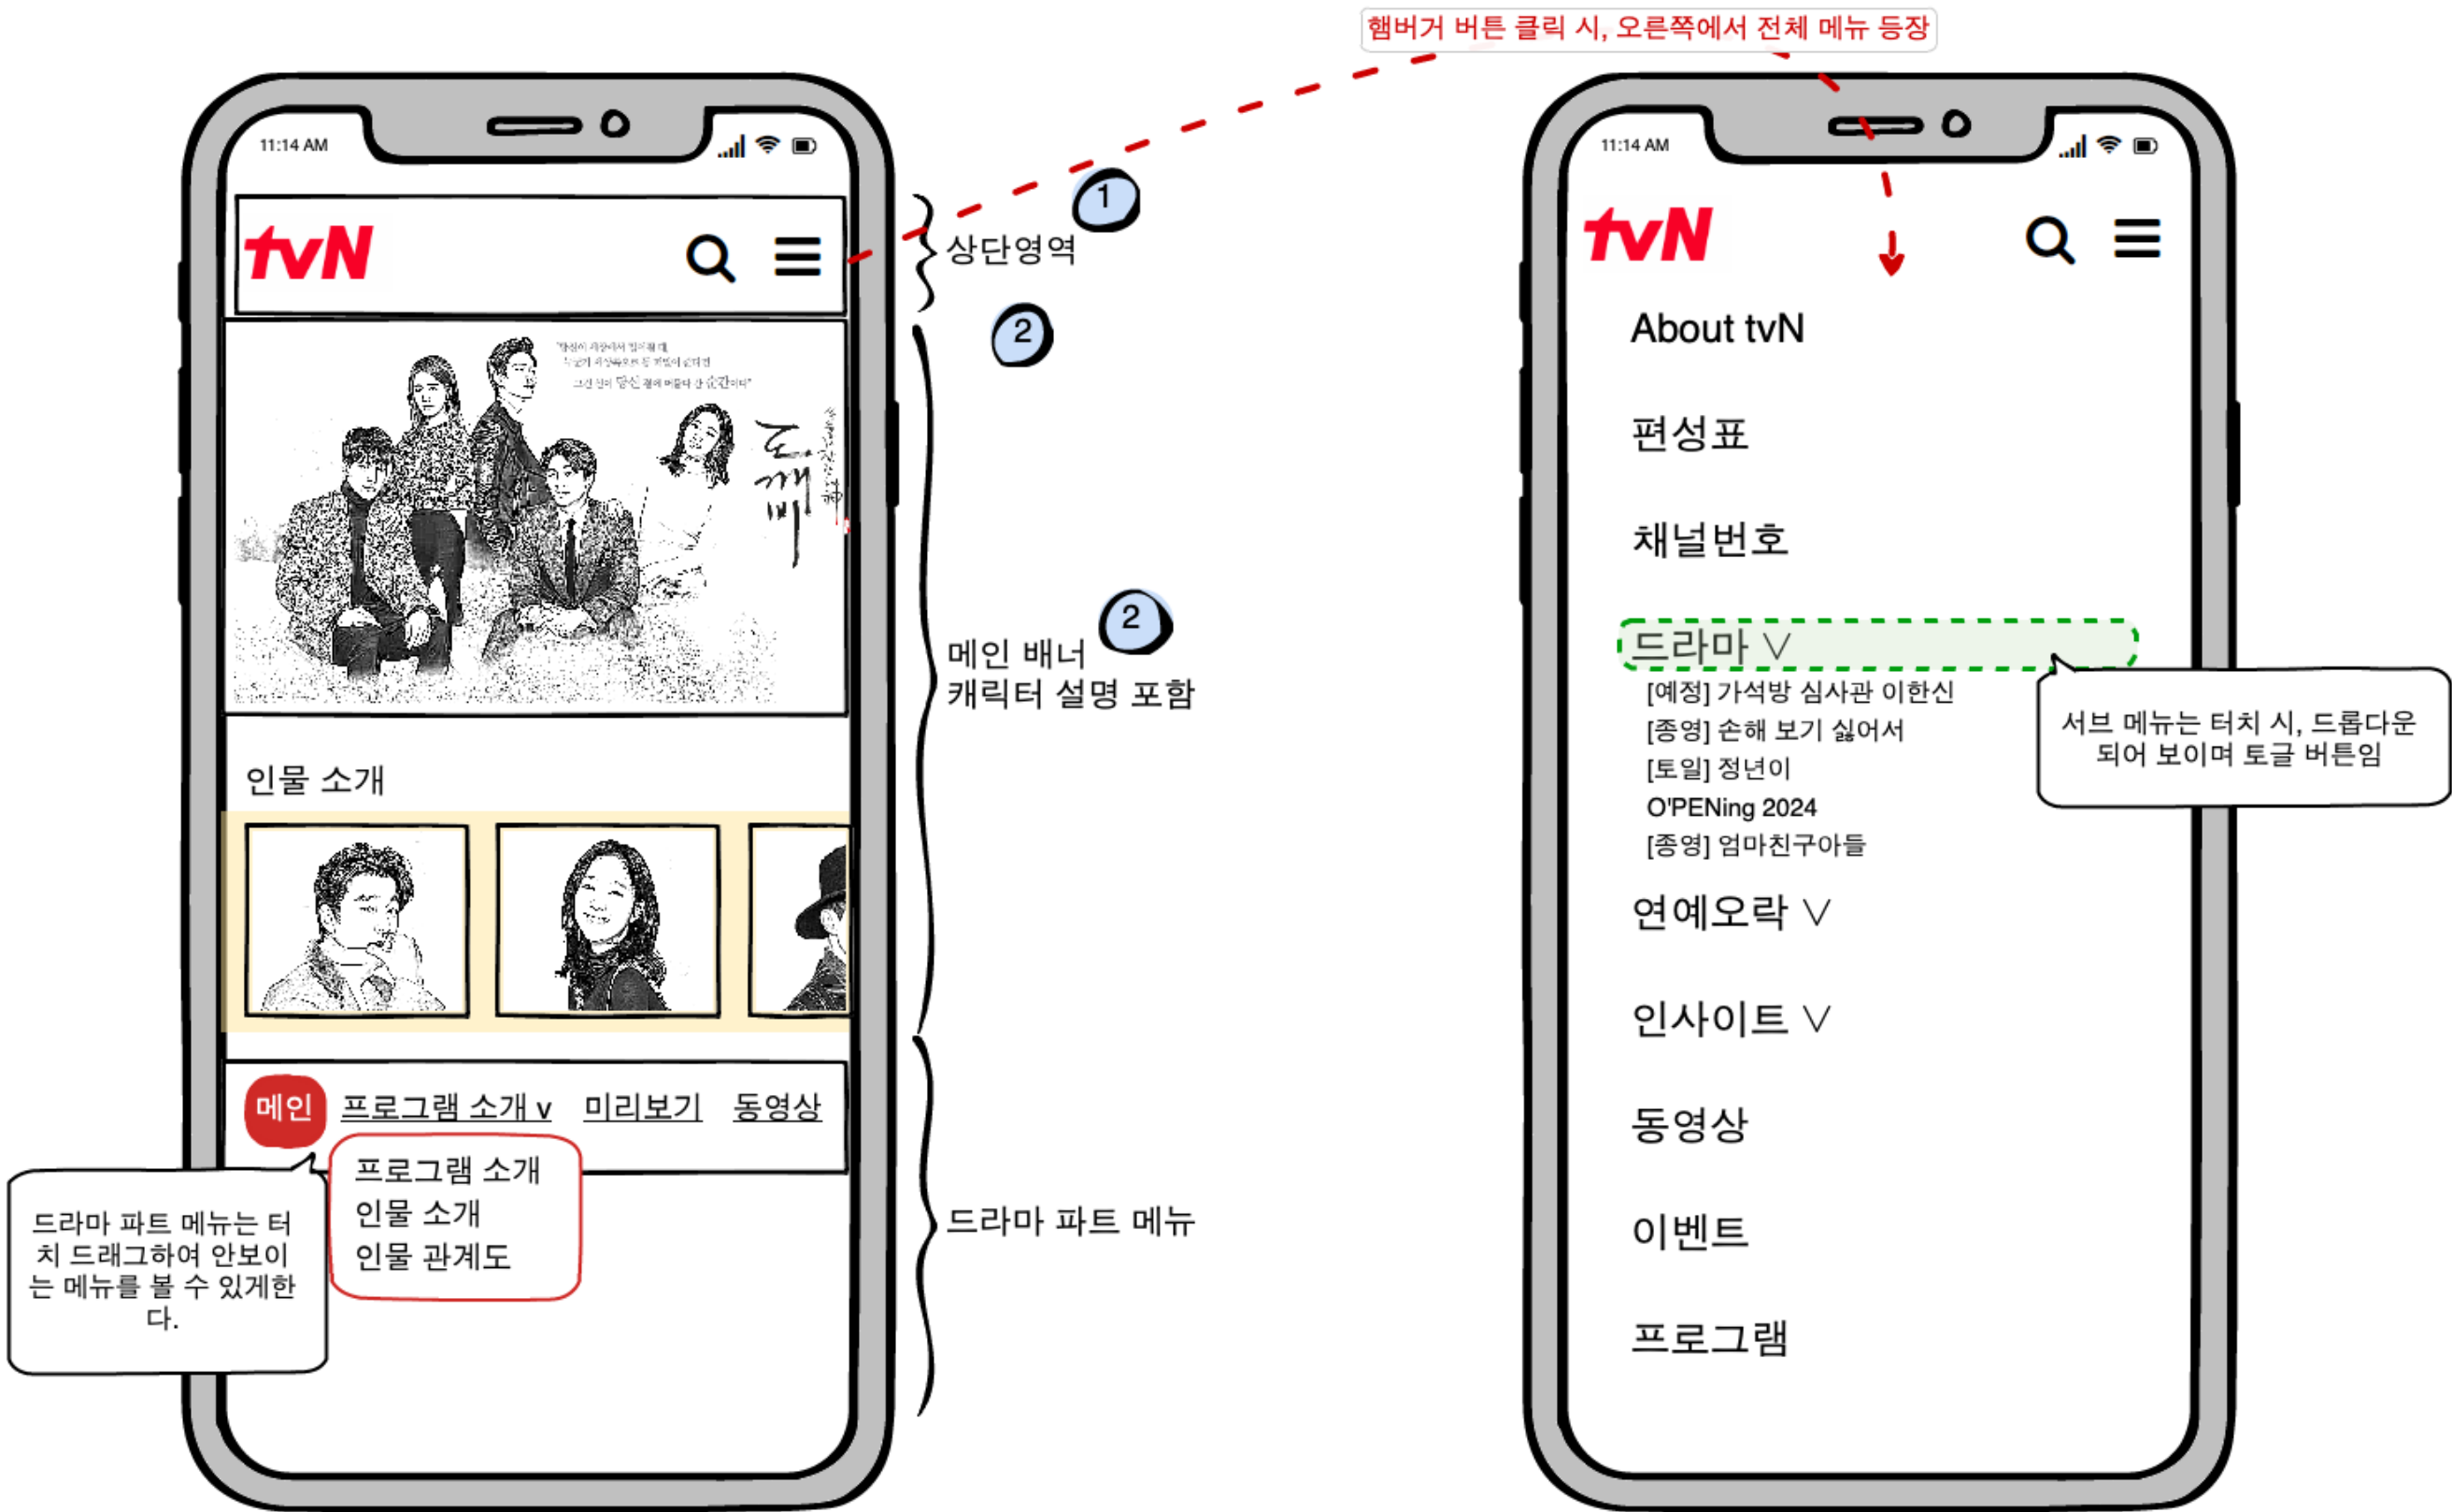 햄버거 버튼 클릭 시, 오른쪽에서 전체 메뉴 등장
11:14 AM
tvN
1
상단영역
2
도깨비
2
메인 배너
캐릭터 설명 포함
인물 소개
메인 프로그램 소개 v 미리보기 동영상
프로그램 소개
인물 소개
인물 관계도
드라마 파트 메뉴는 터
치 드래그하여 안보이
는 메뉴를 볼 수 있게한
다.
드라마 파트 메뉴
11:14 AM
tvN
About tvN
편성표
채널번호
드라마 ∨
[예정] 가석방 심사관 이한신
[종영] 손해 보기 싫어서
[토일] 정년이
O'PENing 2024
[종영] 엄마친구아들
서브 메뉴는 터치 시, 드롭다운
되어 보이며 토글 버튼임
연예오락 ∨
인사이트 ∨
동영상
이벤트
프로그램